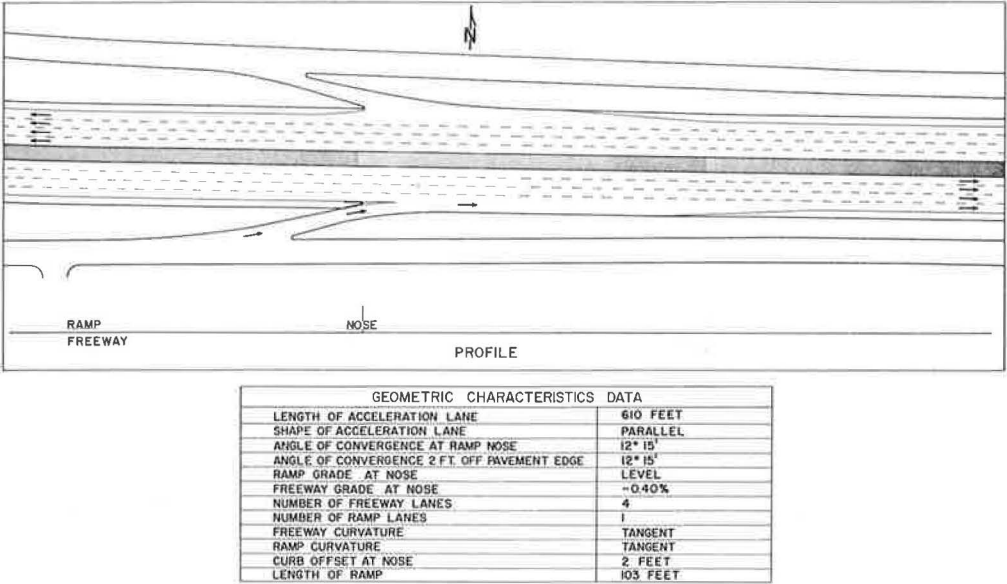 N
RAMP NOSE
FREEWAY
PROFILE
GEOMETRIC CHARACTERISTICS DATA
LENGTH OF ACCELERATION LANE 610 FEET
SHAPE OF ACCELERATION LANE PARALLEL
ANGLE OF CONVERGENCE AT RAMP NOSE 12° 15'
ANGLE OF CONVERGENCE 2 FT. OFF PAVEMENT EDGE 12° 15'
RAMP GRADE AT NOSE LEVEL
FREEWAY GRADE AT NOSE -0.40%
NUMBER OF FREEWAY LANES 4
NUMBER OF RAMP LANES 1
FREEWAY CURVATURE TANGENT
RAMP CURVATURE TANGENT
CURB OFFSET AT NOSE 2 FEET
LENGTH OF RAMP 103 FEET